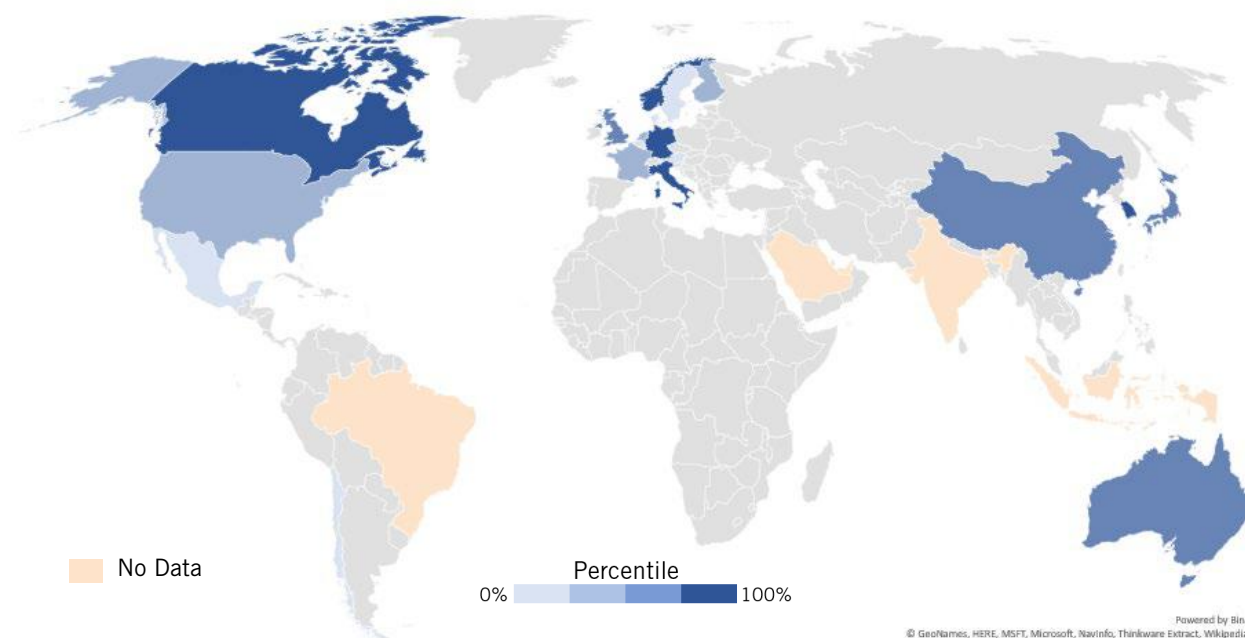 No Data
Percentile
0%
100%
Powered by Bin
© GeoNames, HERE, MSFT, Microsoft, NavInfo, Thinkware Extract, Wikipedi